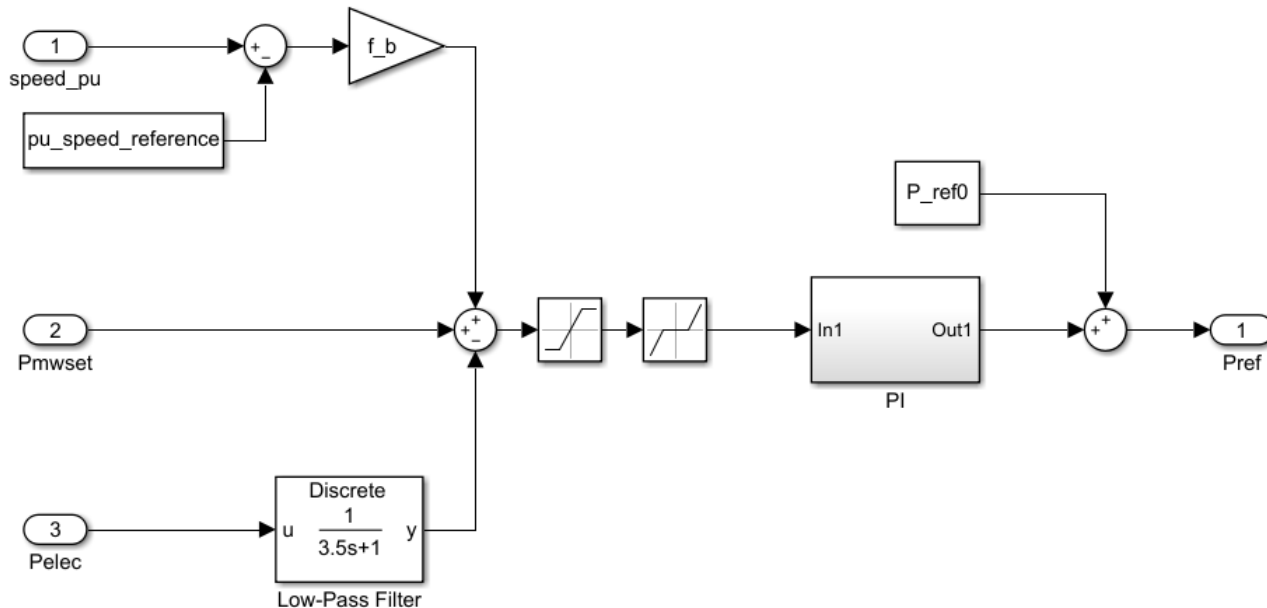 1
speed_pu
+
−
f_b
pu_speed_reference
P_ref0
2
Pmwset
+
+
−
In1
Out1
PI
+
+
1
Pref
3
Pelec
Discrete
u
1
3.5s+1
y
Low-Pass Filter